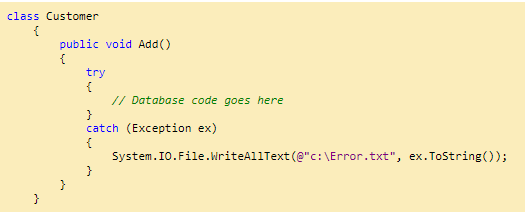 class Customer
{
public void Add()
{
try
{
// Database code goes here
}
catch (Exception ex)
{
System.IO.File.WriteAllText(@"c:\Error.txt", ex.ToString());
}
}
}